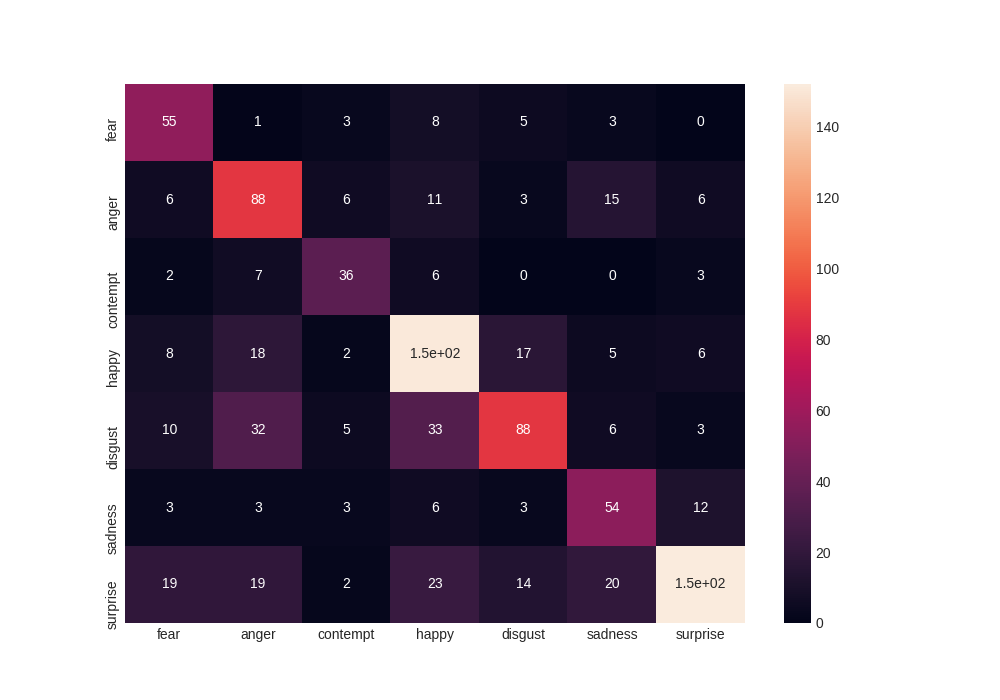 fear 55 1 3 8 5 3 0
anger 6 88 6 11 3 15 6
contempt 2 7 36 6 0 0 3
happy 8 18 2 1.5e+02 17 5 6
disgust 10 32 5 33 88 6 3
sadness 3 3 3 6 3 54 12
surprise 19 19 2 23 14 20 1.5e+02
fear anger contempt happy disgust sadness surprise
140
120
100
80
60
40
20
0